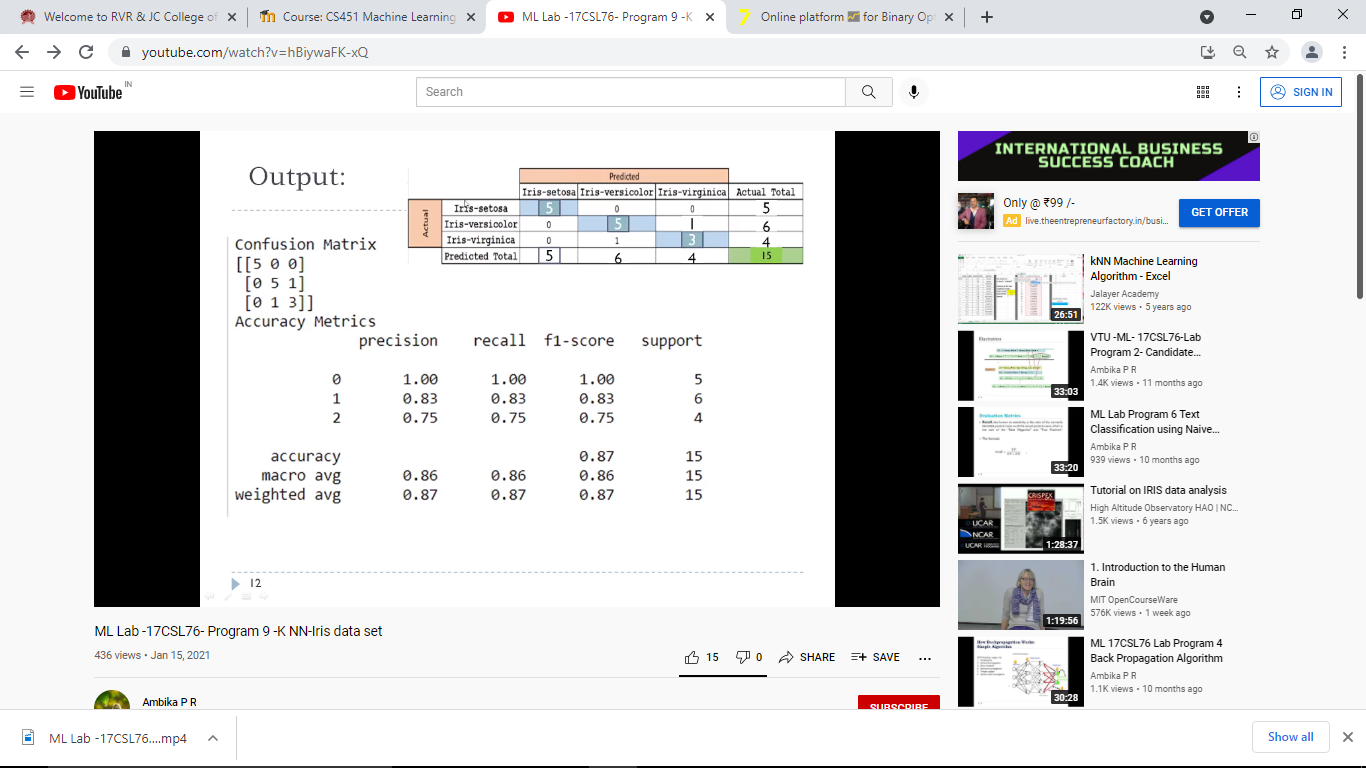 Welcome to RVR & JC College of
Course: CS451 Machine Learning
ML Lab -17CSL76- Program 9 -K
Online platform for Binary Opt
youtube.com/watch?v=hBiywaFK-xQ
YouTube IN
Search
SIGN IN
Output:
Predicted
Iris-setosa Iris-versicolor Iris-virginica Actual Total
Actual
Iris-setosa 5 0 0 5
Iris-versicolor 0 5 1 6
Iris-virginica 0 1 3 4
Predicted Total 5 6 4 15
Confusion Matrix
[[5 0 0]
[0 5 1]
[0 1 3]]
Accuracy Metrics
precision recall f1-score support
0 1.00 1.00 1.00 5
1 0.83 0.83 0.83 6
2 0.75 0.75 0.75 4
accuracy 0.87 15
macro avg 0.86 0.86 0.86 15
weighted avg 0.87 0.87 0.87 15
12
ML Lab -17CSL76- Program 9 -K NN-Iris data set
436 views • Jan 15, 2021
15 0 SHARE SAVE
Ambika P R
SUBSCRIBE
INTERNATIONAL BUSINESS
SUCCESS COACH
Only @ ₹99 /-
Ad live.theentrepreneurfactory.in/busi...
GET OFFER
kNN Machine Learning
Algorithm - Excel
Jalayer Academy
122K views • 5 years ago
26:51
VTU -ML- 17CSL76-Lab
Program 2- Candidate...
Ambika P R
1.4K views • 11 months ago
33:03
ML Lab Program 6 Text
Classification using Naive...
Ambika P R
939 views • 10 months ago
33:20
Tutorial on IRIS data analysis
High Altitude Observatory HAO | NC...
1.5K views • 6 years ago
CRISPEX
UCAR
NCAR
UCAR
1:28:37
1. Introduction to the Human
Brain
MIT OpenCourseWare
576K views • 1 week ago
1:19:56
ML 17CSL76 Lab Program 4
Back Propagation Algorithm
Ambika P R
1.1K views • 10 months ago
How Backpropagation Works:
Simple Algorithm
30:28
ML Lab -17CSL76....mp4
Show all